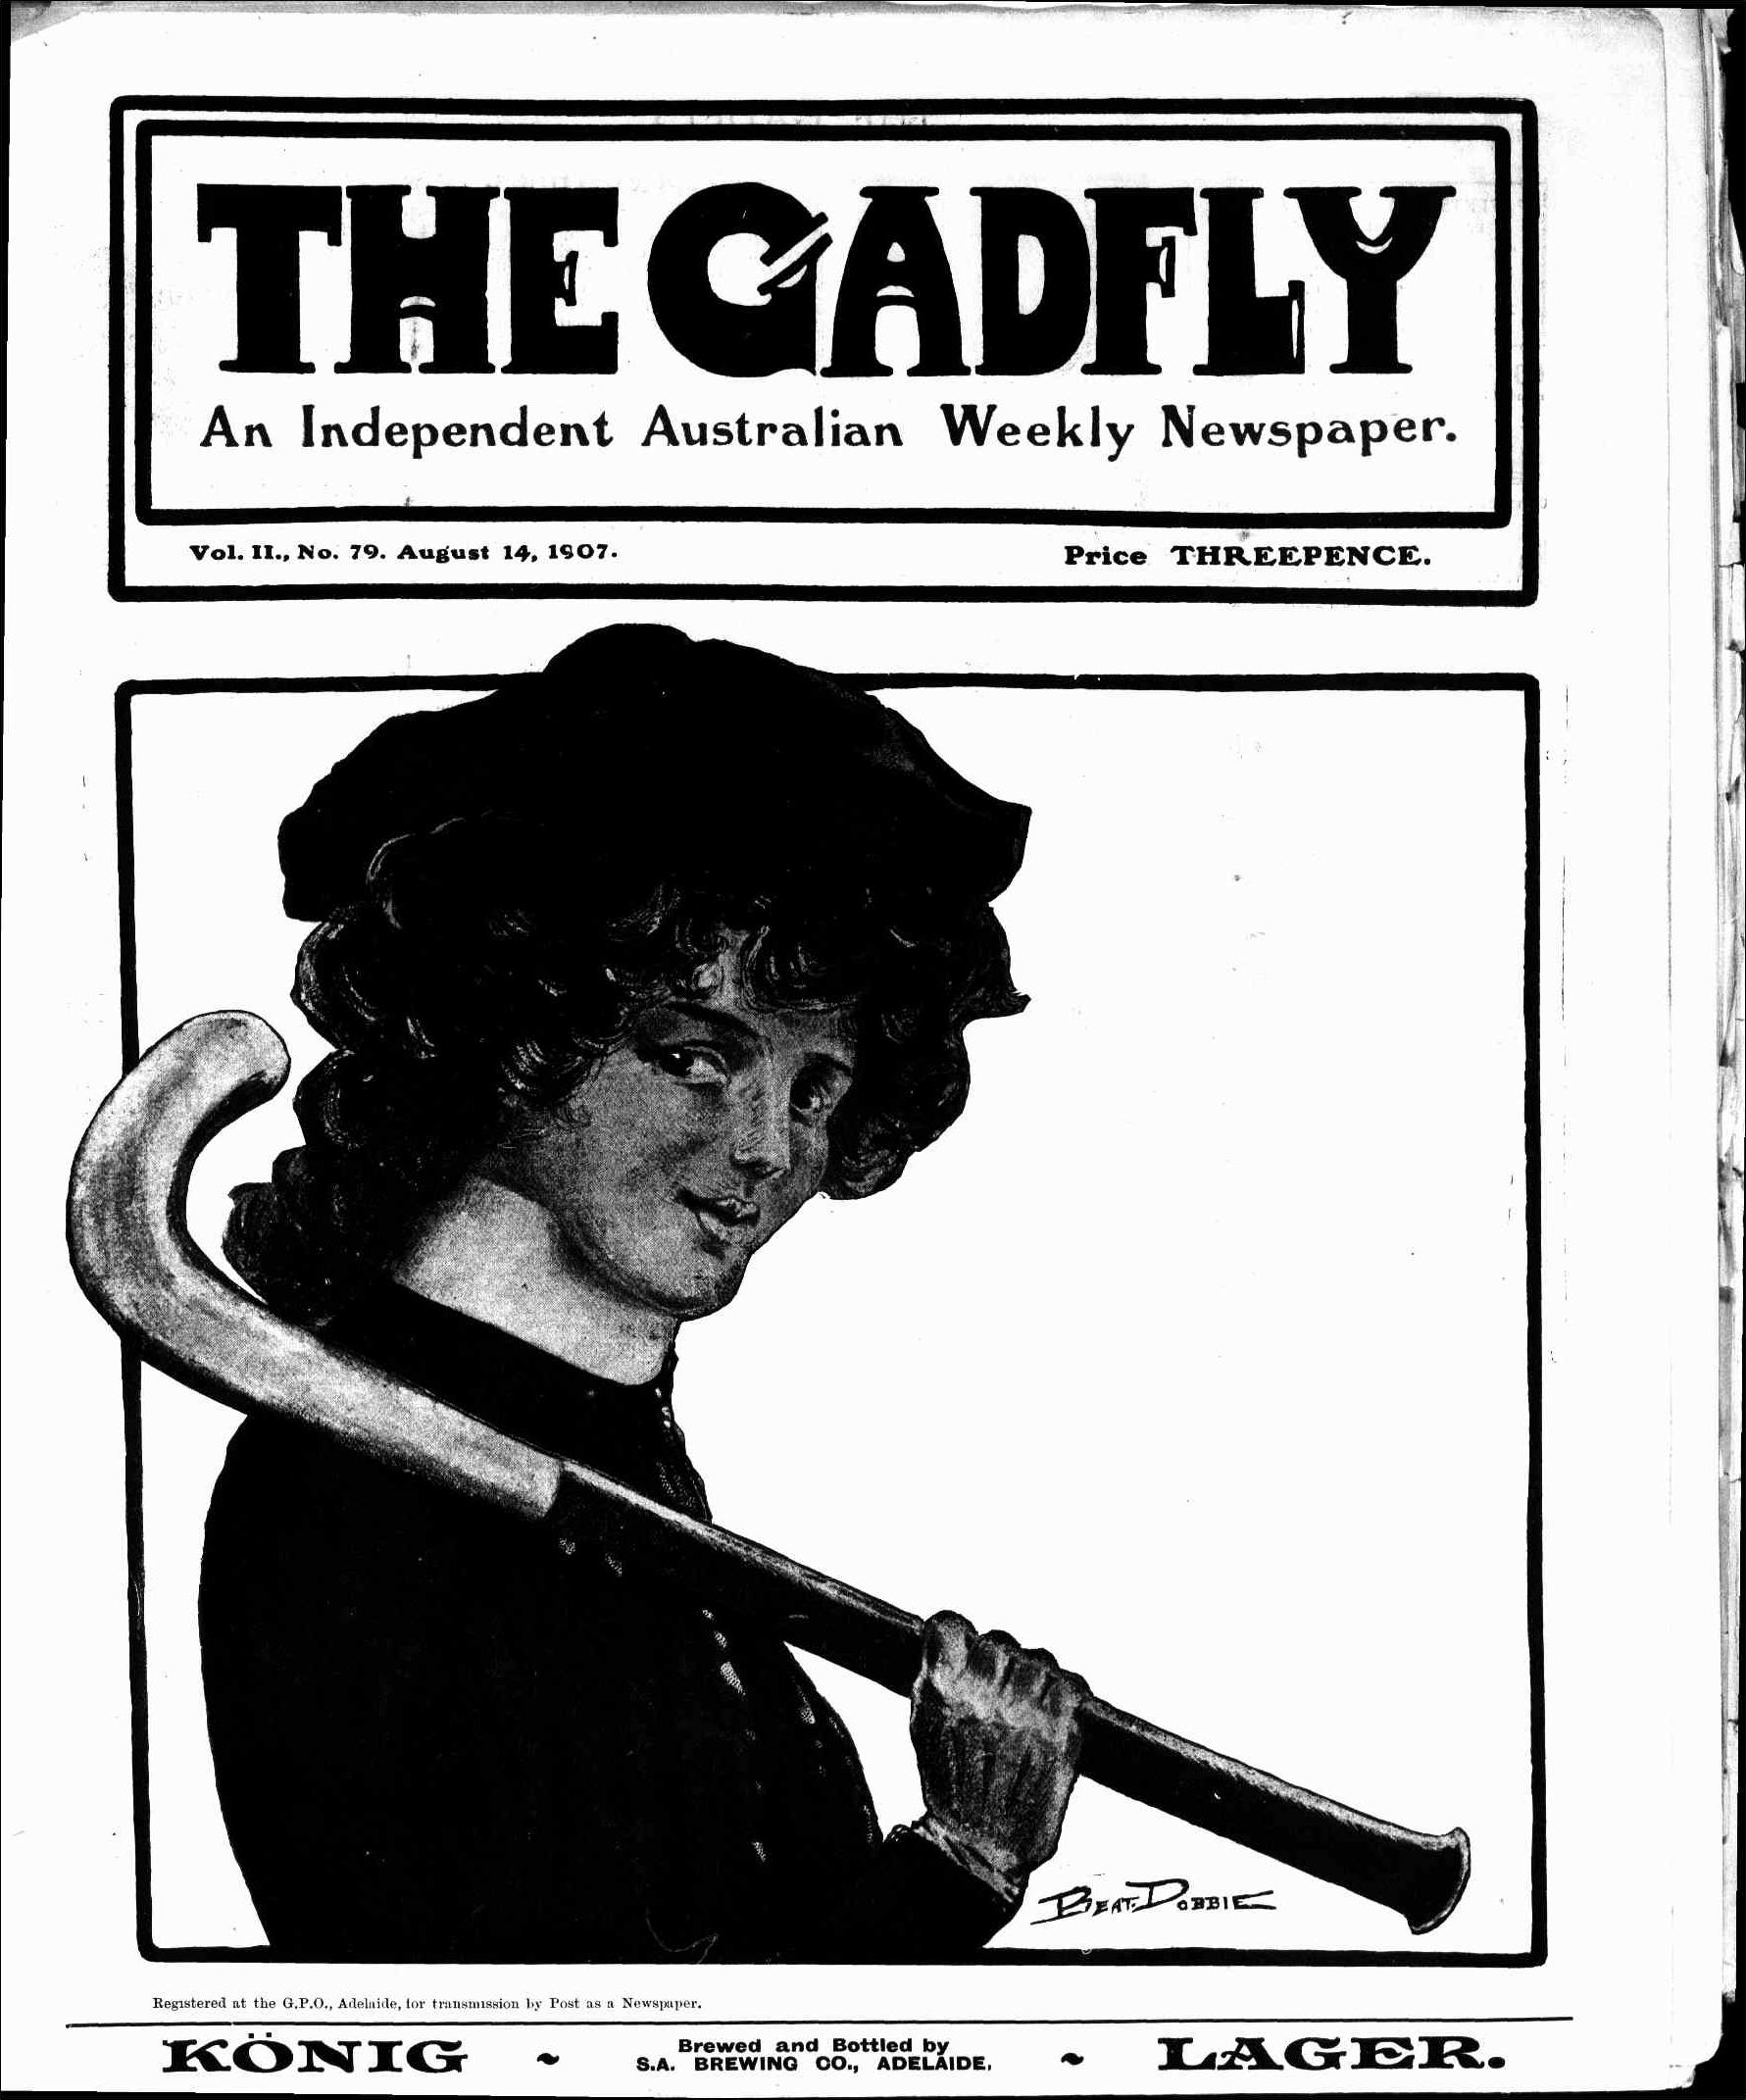 THE GADFLY
An Independent Australian Weekly Newspaper.
Vol. II., No. 79. August 14, 1907. Price THREEPENCE.
BEAT. DOBBIE
Registered at the G.P.O., Adelaide, for transmission by Post as a Newspaper.
KÖNIG ~ Brewed and Bottled by ~ LAGER.
S.A. BREWING CO., ADELAIDE.